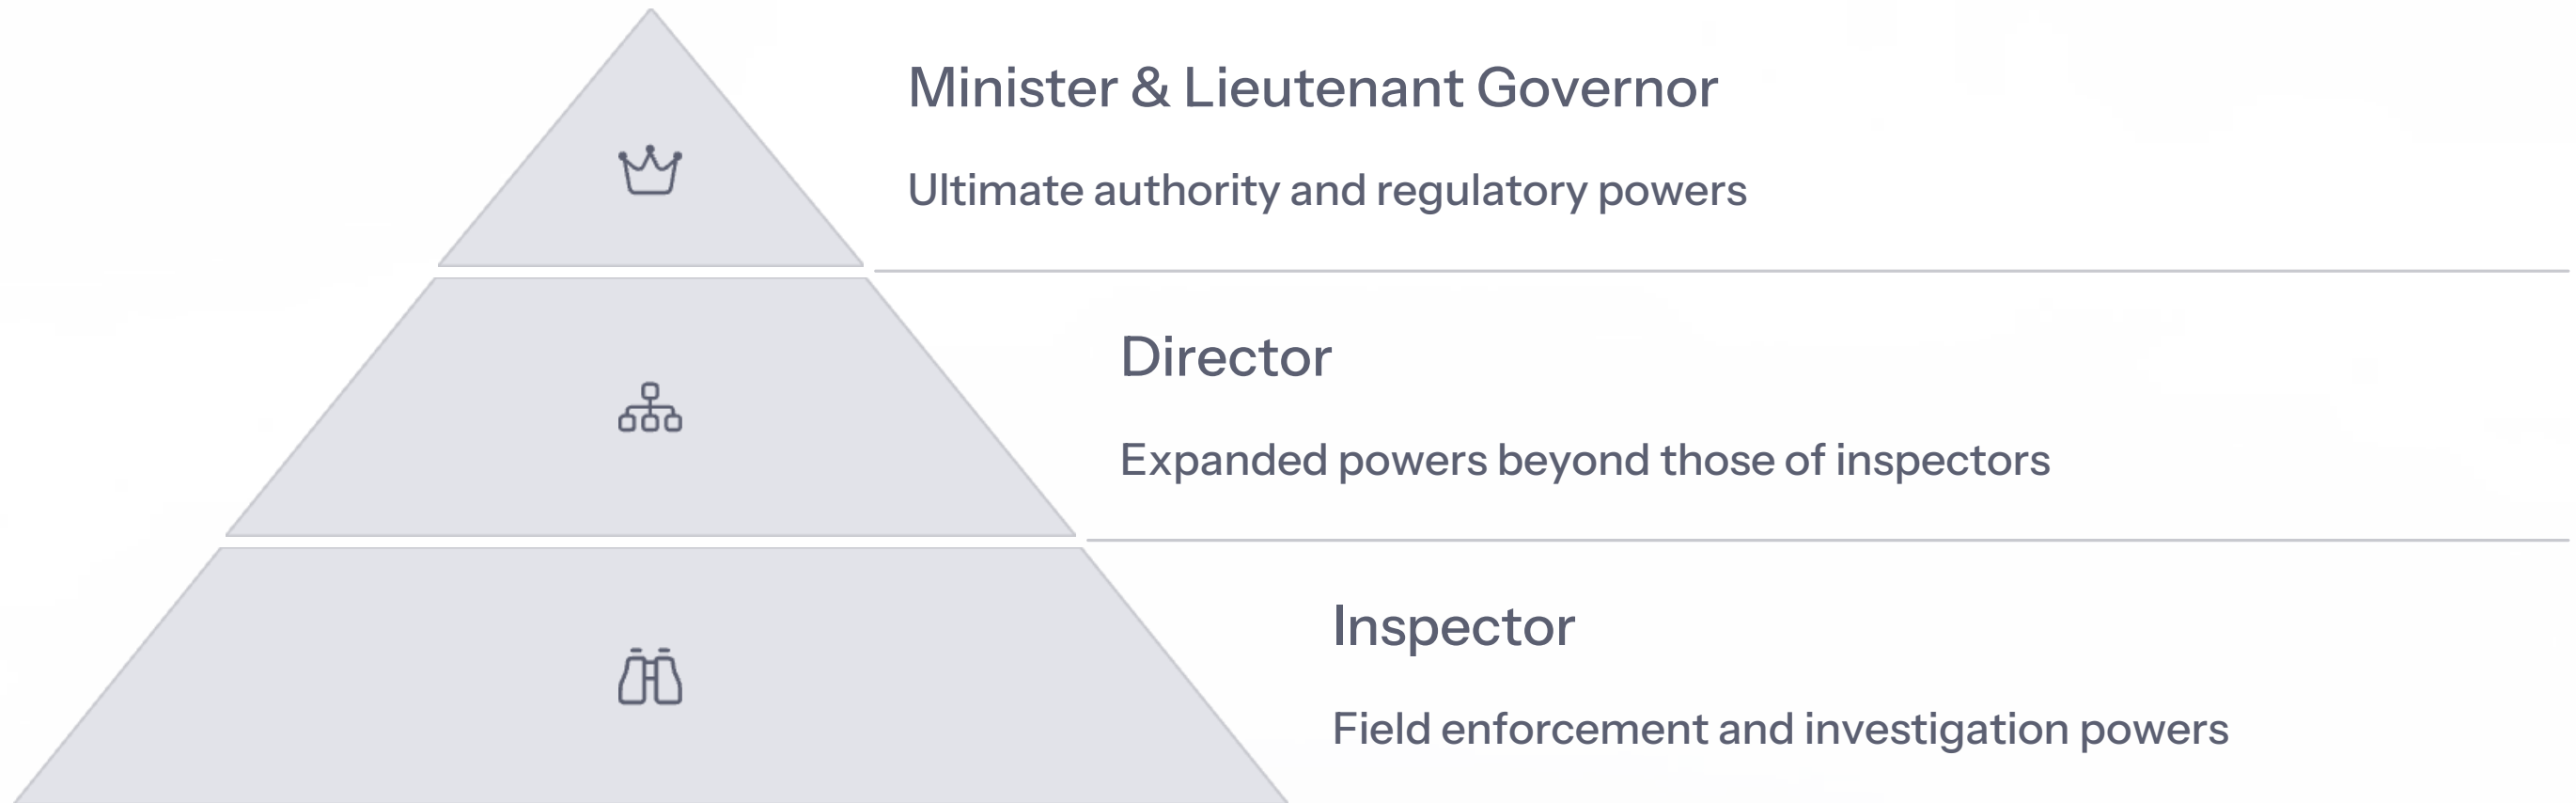 Minister & Lieutenant Governor
Ultimate authority and regulatory powers
Director
Expanded powers beyond those of inspectors
Inspector
Field enforcement and investigation powers